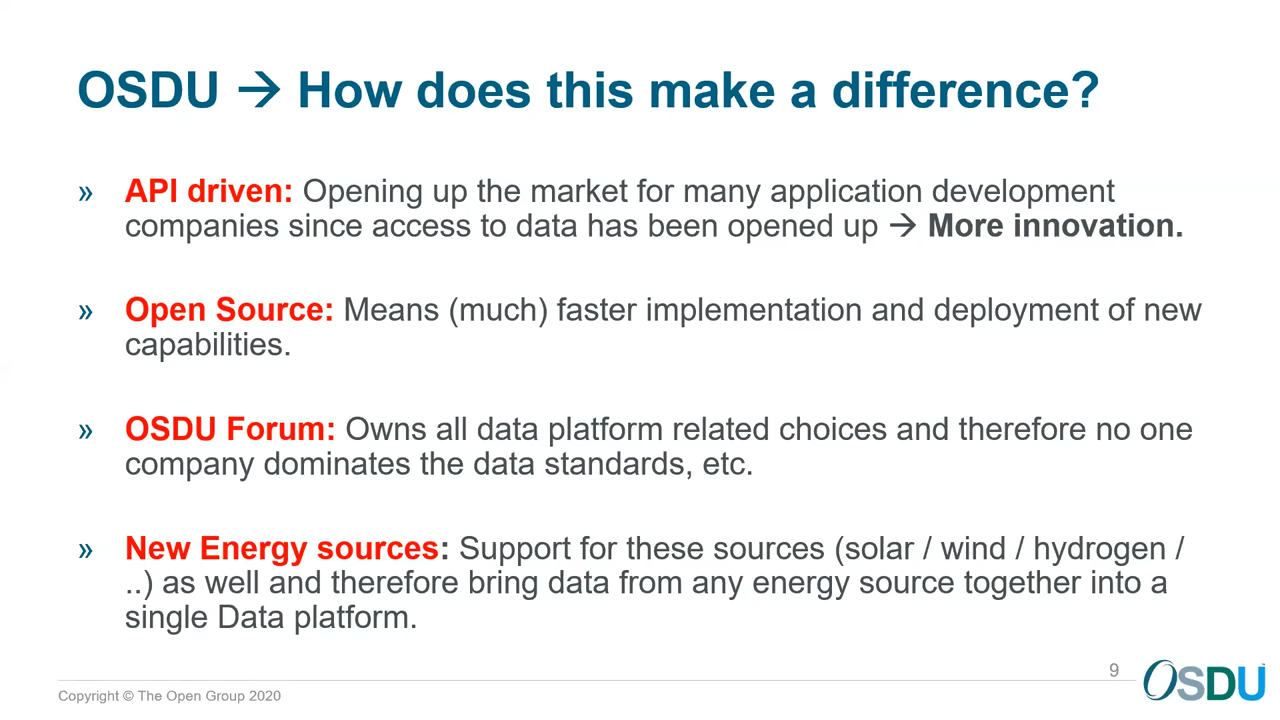 OSDU → How does this make a difference?
» API driven: Opening up the market for many application development
companies since access to data has been opened up → More innovation.
» Open Source: Means (much) faster implementation and deployment of new
capabilities.
» OSDU Forum: Owns all data platform related choices and therefore no one
company dominates the data standards, etc.
» New Energy sources: Support for these sources (solar / wind / hydrogen /
..) as well and therefore bring data from any energy source together into a
single Data platform.
9
Copyright © The Open Group 2020
OSDU